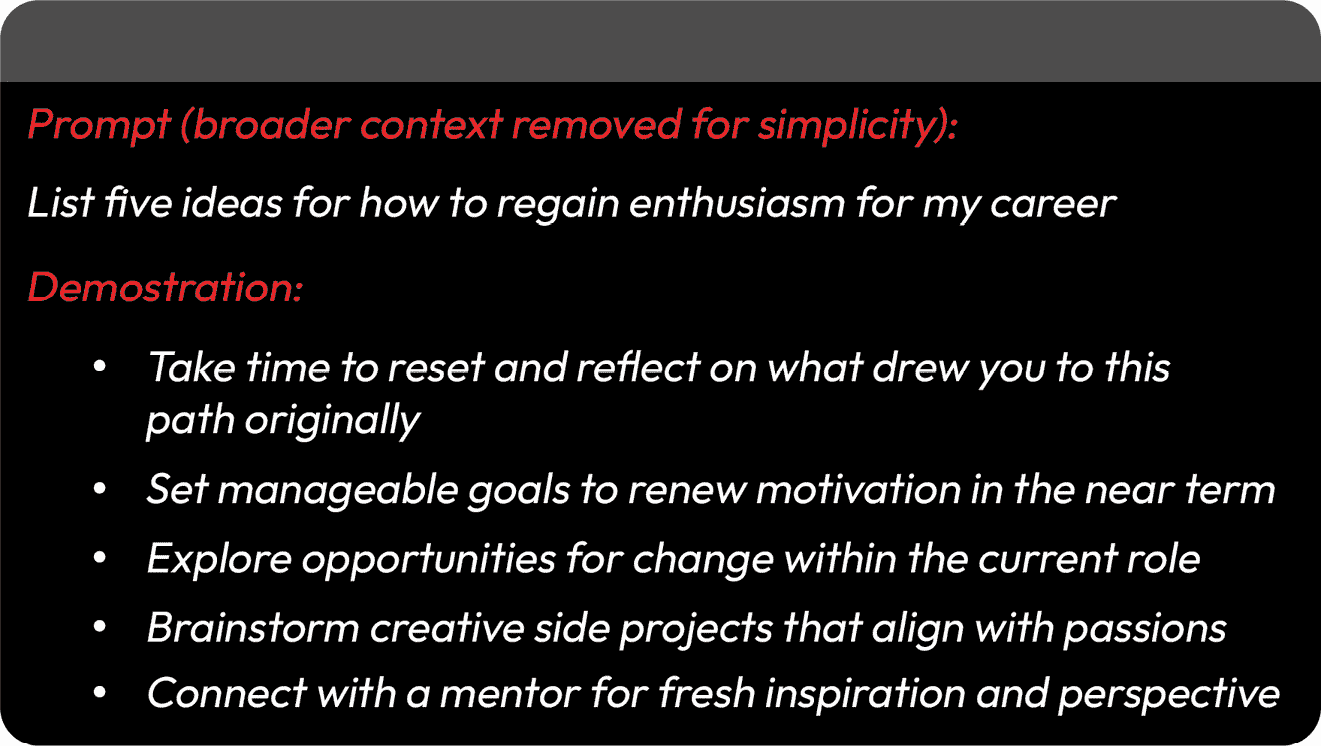 Prompt (broader context removed for simplicity):
List five ideas for how to regain enthusiasm for my career
Demostration:
• Take time to reset and reflect on what drew you to this
path originally
• Set manageable goals to renew motivation in the near term
• Explore opportunities for change within the current role
• Brainstorm creative side projects that align with passions
• Connect with a mentor for fresh inspiration and perspective